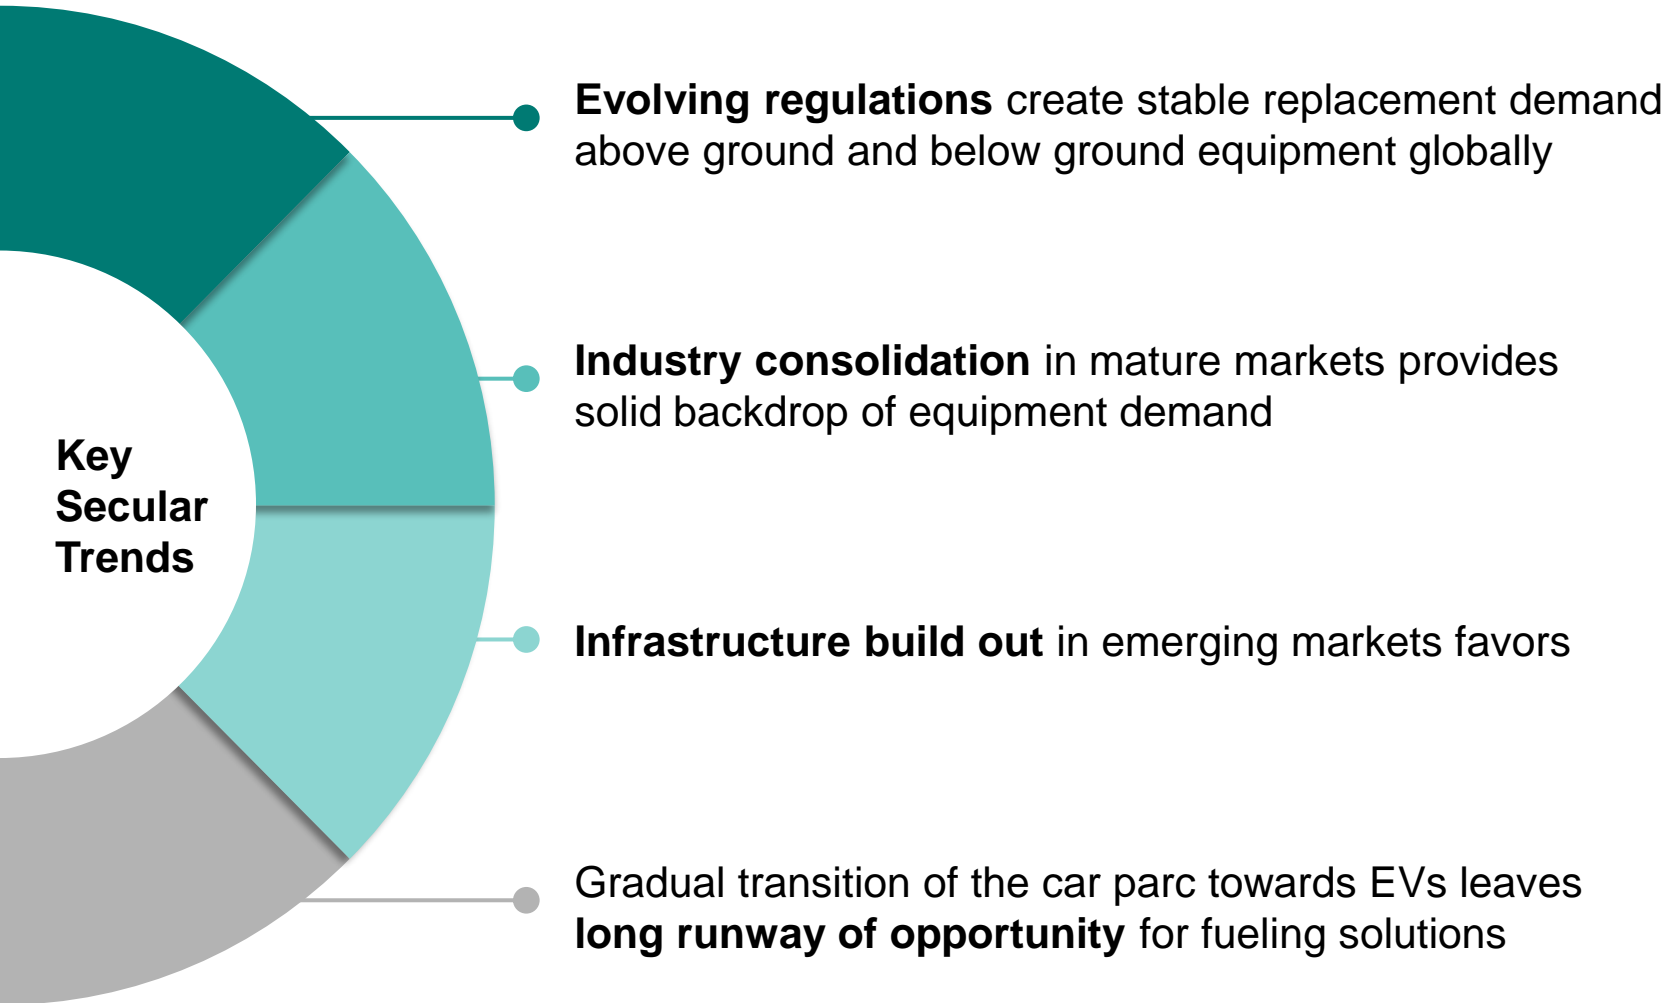 Key
Secular
Trends
Evolving regulations create stable replacement demand
above ground and below ground equipment globally
Industry consolidation in mature markets provides
solid backdrop of equipment demand
Infrastructure build out in emerging markets favors
Gradual transition of the car parc towards EVs leaves
long runway of opportunity for fueling solutions